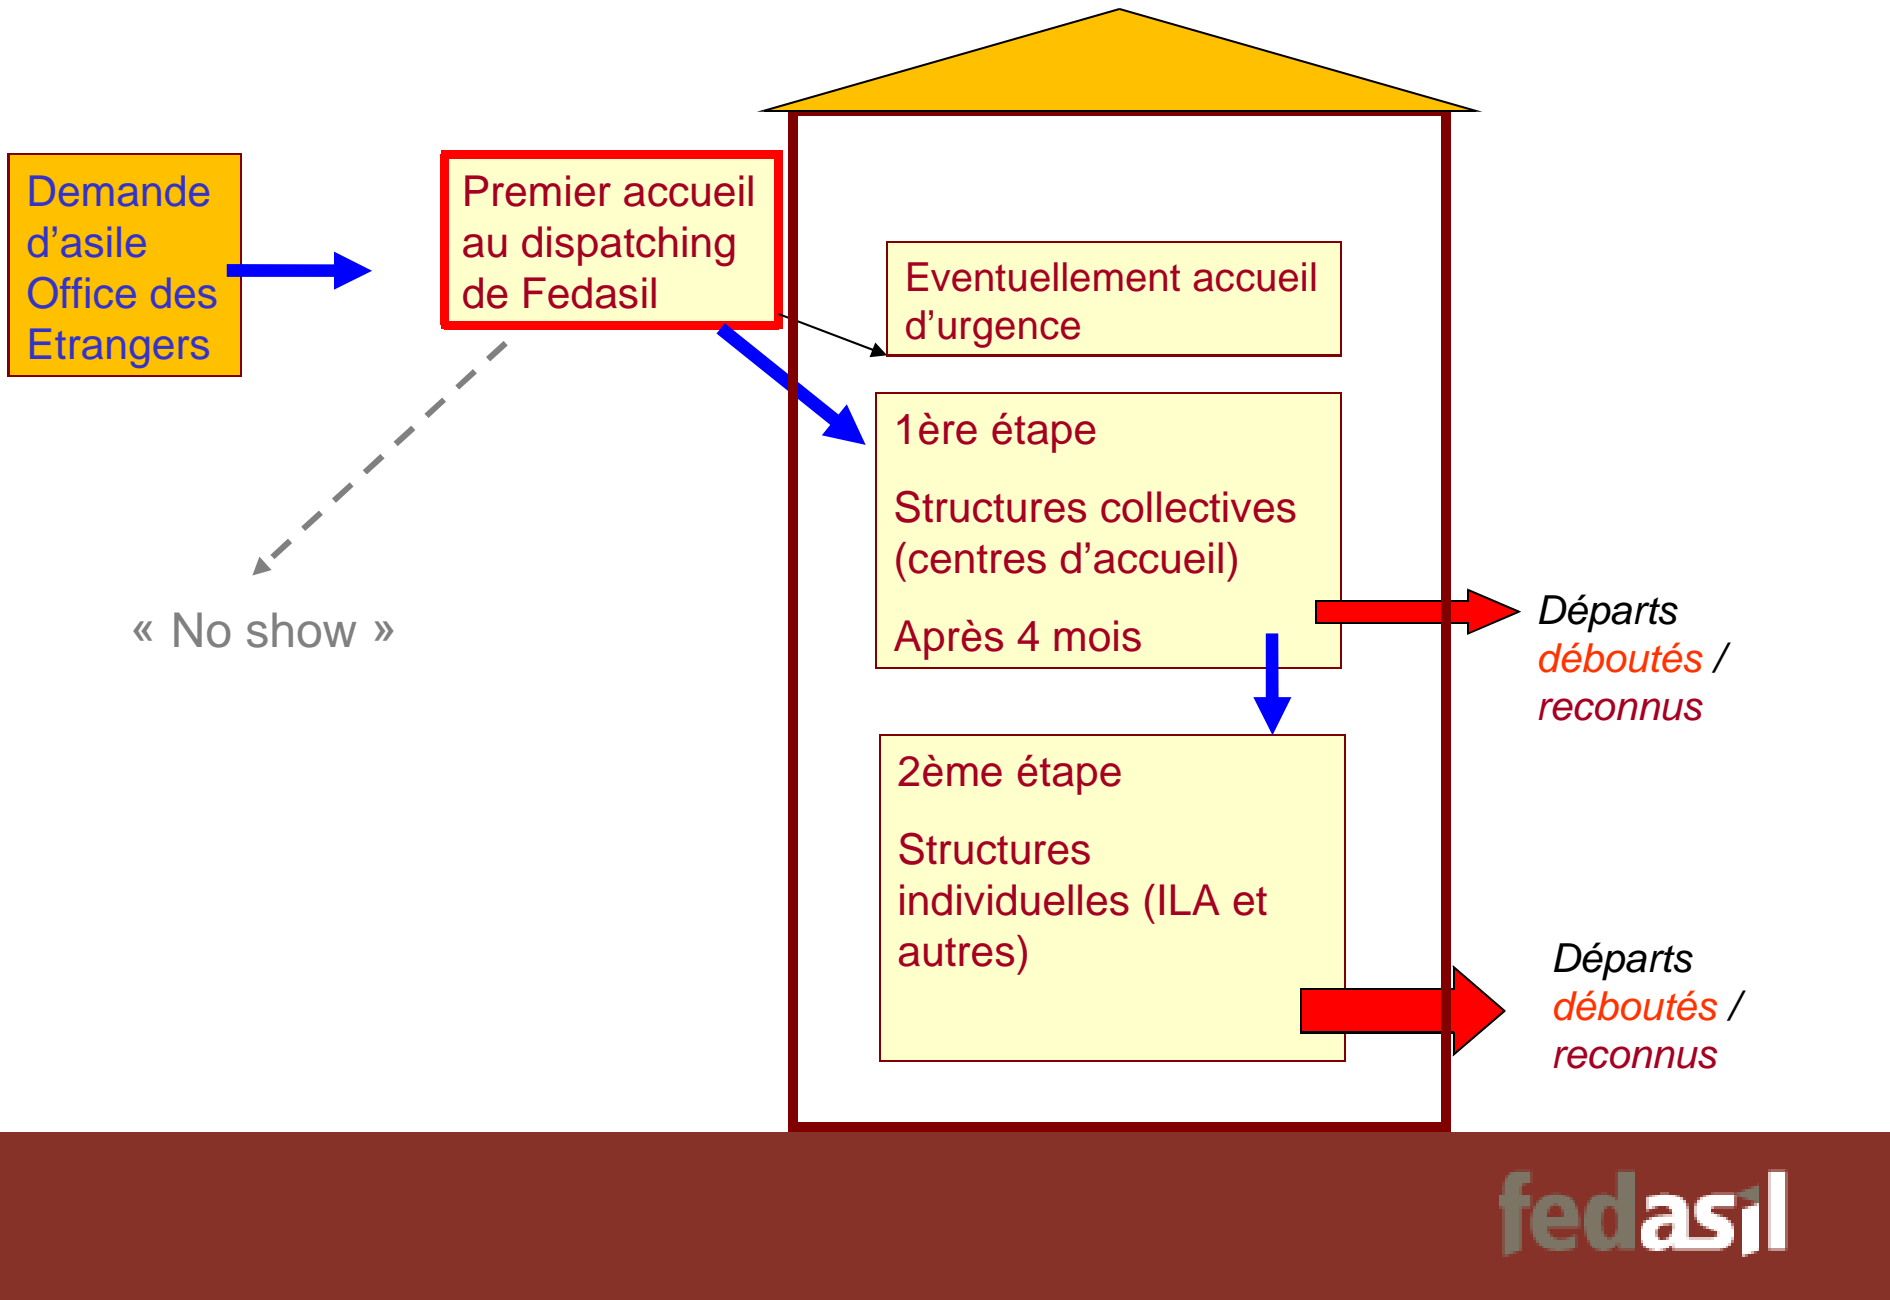 Demande
d'asile
Office des
Etrangers
Premier accueil
au dispatching
de Fedasil
Eventuellement accueil
d'urgence
1ère étape
Structures collectives
(centres d'accueil)
Après 4 mois
« No show »
Départs
déboutés /
reconnus
2ème étape
Structures
individuelles (ILA et
autres)
Départs
déboutés /
reconnus
fedasil